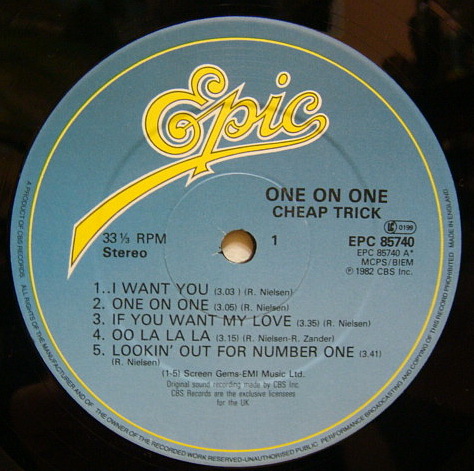 Epic
ONE ON ONE
CHEAP TRICK
33 1/3 RPM
Stereo
1
LC 0199
EPC 85740
EPC 85740 A*
MCPS/BIEM
℗ 1982 CBS Inc.
1..I WANT YOU (3.03) (R. Nielsen)
2. ONE ON ONE (3.05) (R. Nielsen)
3. IF YOU WANT MY LOVE (3.35) (R. Nielsen)
4. OO LA LA LA (3.15) (R. Nielsen-R. Zander)
5. LOOKIN' OUT FOR NUMBER ONE (3.41)
(R. Nielsen)
(1-5) Screen Gems-EMI Music Ltd.
Original sound recording made by CBS Inc.
CBS Records are the exclusive licensees
for the UK
A PRODUCT OF CBS RECORDS ALL RIGHTS OF THE MANUFACTURER AND OF THE OWNER OF THE RECORDED WORK RESERVED-UNAUTHORISED PUBLIC PERFORMANCE BROADCASTING AND COPYING OF THIS RECORD PROHIBITED. MADE IN ENGLAND.